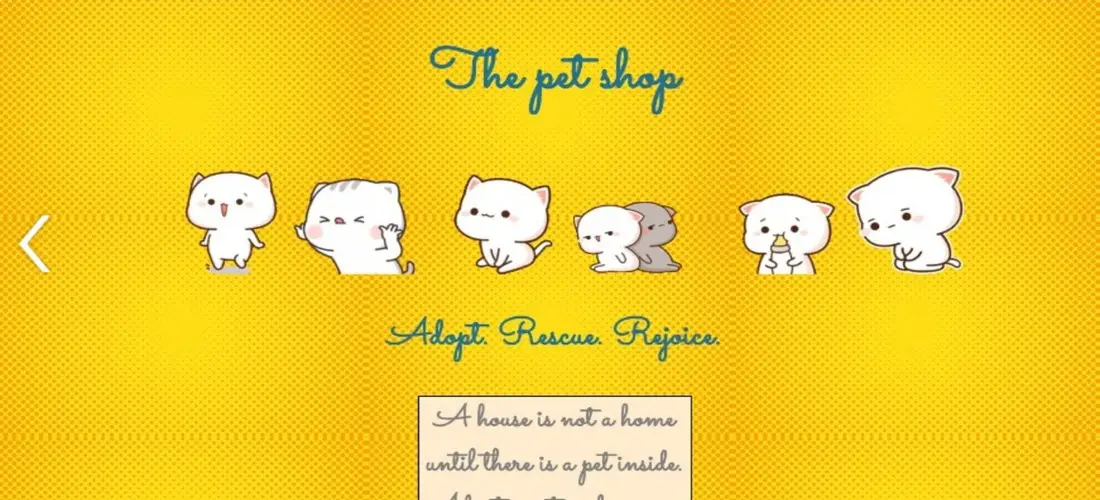 The pet shop
Adopt. Rescue. Rejoice.
A house is not a home
until there is a pet inside.